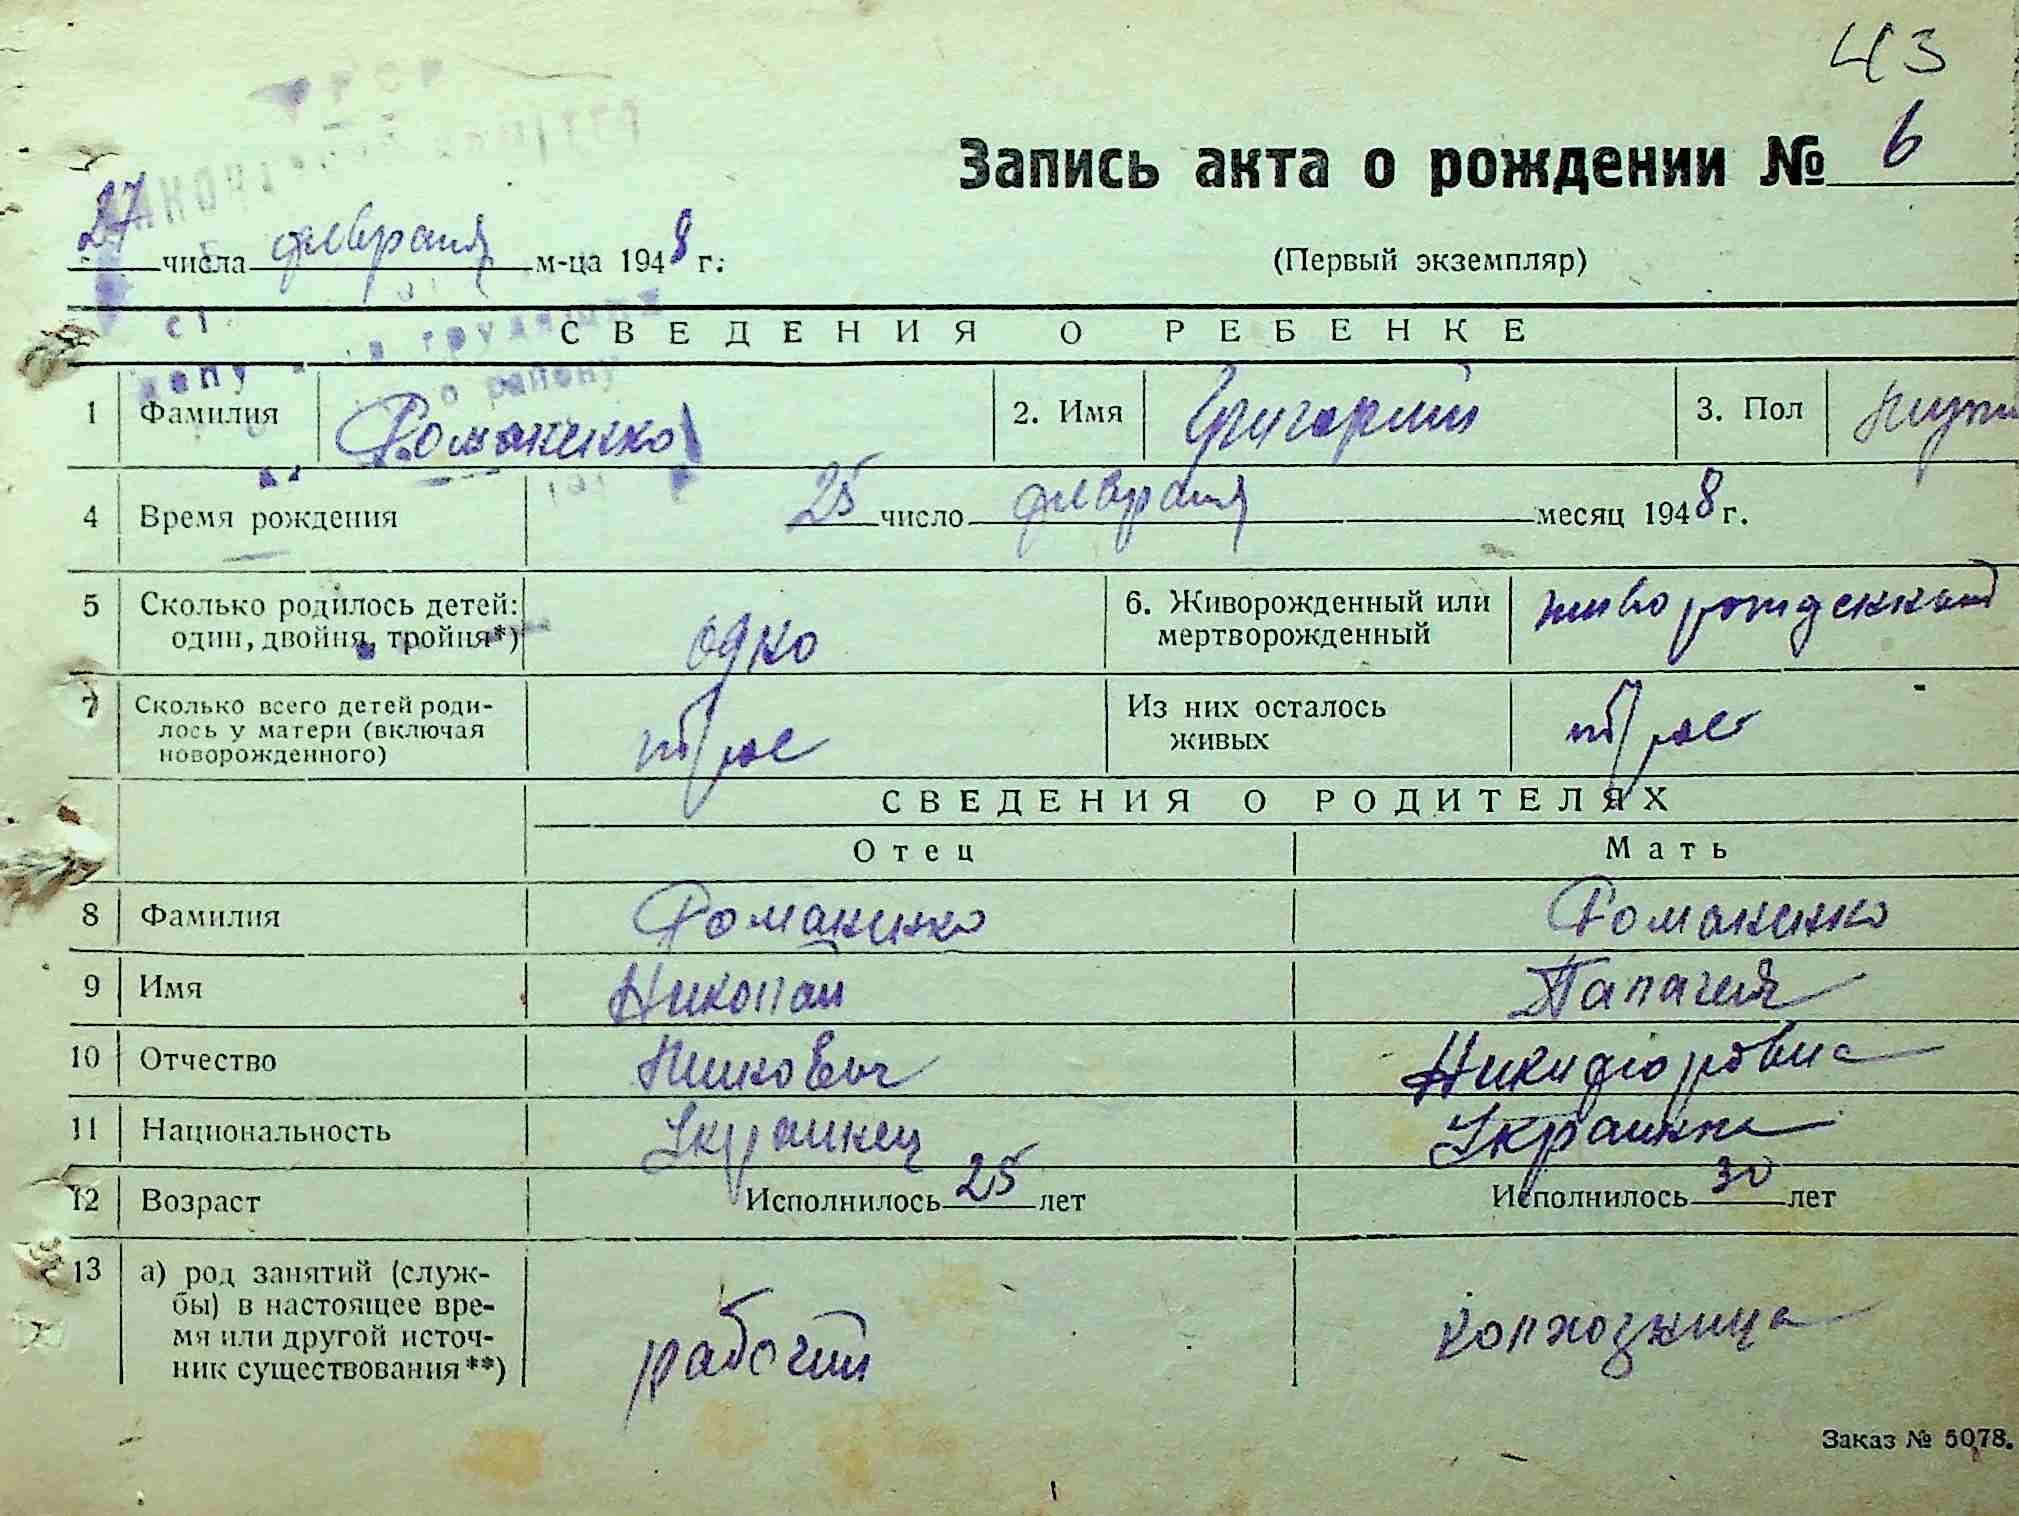 43
Запись акта о рождении № 6
27 числа февраля м-ца 1948 г.
(Первый экземпляр)
СВЕДЕНИЯ О РЕБЕНКЕ
1 Фамилия Романенко 2. Имя Григорий 3. Пол муж
4 Время рождения 25 число февраля месяц 1948 г.
5 Сколько родилось детей: один, двойня, тройня*) одно 6. Живорожденный или мертворожденный живорожденный
7 Сколько всего детей родилось у матери (включая новорожденного) Из них осталось живых
СВЕДЕНИЯ О РОДИТЕЛЯХ
Отец Мать
8 Фамилия Романенко Романенко
9 Имя Николай Палагея
10 Отчество Никифоровна
11 Национальность Украинец Украинка
12 Возраст Исполнилось 25 лет Исполнилось 30 лет
13 а) род занятий (службы) в настоящее время или другой источник существования**) рабочий колхозница
Заказ № 5078.